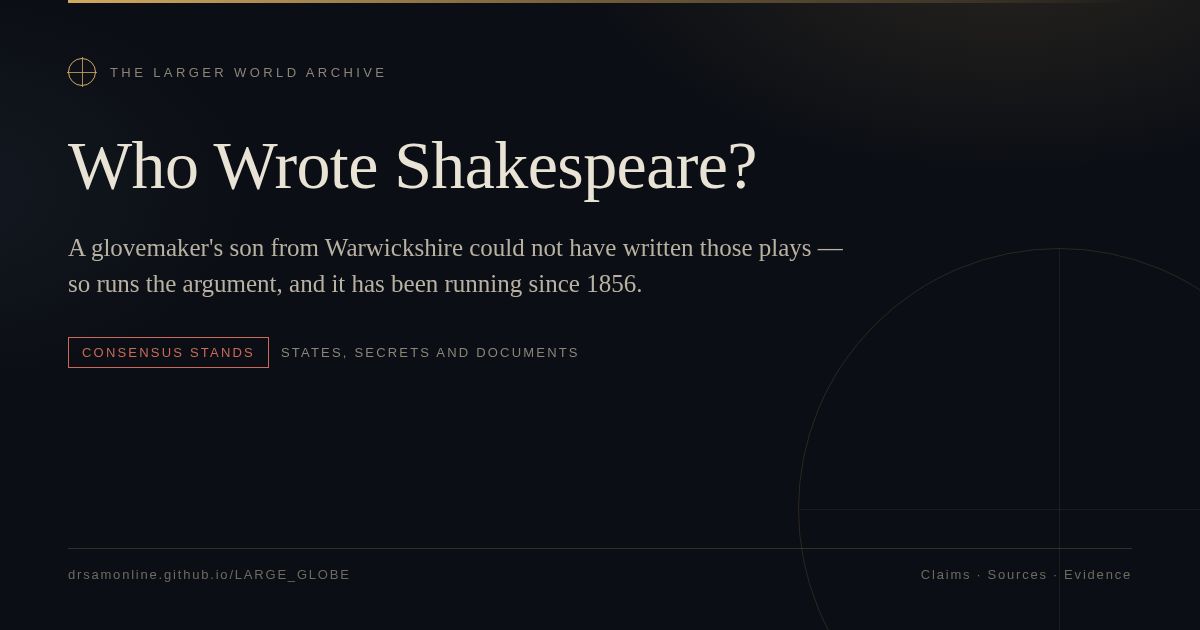 THE LARGER WORLD ARCHIVE
Who Wrote Shakespeare?
A glovemaker's son from Warwickshire could not have written those plays —
so runs the argument, and it has been running since 1856.
CONSENSUS STANDS
STATES, SECRETS AND DOCUMENTS
drsamonline.github.io/LARGE_GLOBE
Claims · Sources · Evidence